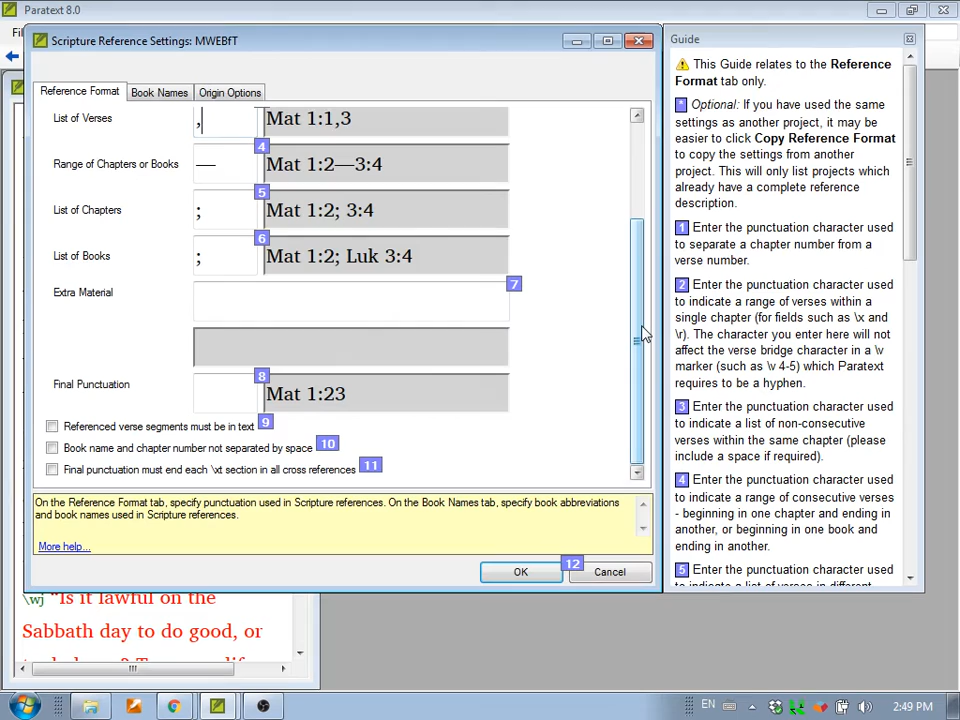 Paratext 8.0
Fil
Scripture Reference Settings: MWEBfT
Reference Format
Book Names
Origin Options
List of Verses
,
Mat 1:1,3
4
Range of Chapters or Books
—
Mat 1:2—3:4
5
List of Chapters
;
Mat 1:2; 3:4
6
List of Books
;
Mat 1:2; Luk 3:4
7
Extra Material
8
Final Punctuation
Mat 1:23
Referenced verse segments must be in text
9
Book name and chapter number not separated by space
10
Final punctuation must end each \xt section in all cross references
11
On the Reference Format tab, specify punctuation used in Scripture references. On the Book Names tab, specify book abbreviations
and book names used in Scripture references.
More help...
12
OK
Cancel
Guide
This Guide relates to the Reference
Format tab only.
* Optional: If you have used the same
settings as another project, it may be
easier to click Copy Reference Format
to copy the settings from another
project. This will only list projects which
already have a complete reference
description.
1 Enter the punctuation character used
to separate a chapter number from a
verse number.
2 Enter the punctuation character used
to indicate a range of verses within a
single chapter (for fields such as \x and
\r). The character you enter here will not
affect the verse bridge character in a \v
marker (such as \v 4-5) which Paratext
requires to be a hyphen.
3 Enter the punctuation character used
to indicate a list of non-consecutive
verses within the same chapter (please
include a space if required).
4 Enter the punctuation character used
to indicate a range of consecutive verses
- beginning in one chapter and ending in
another, or beginning in one book and
ending in another.
5 Enter the punctuation character used
to indicate a list of verses in different
\wj “Is it lawful on the
Sabbath day to do good, or
EN
2:49 PM